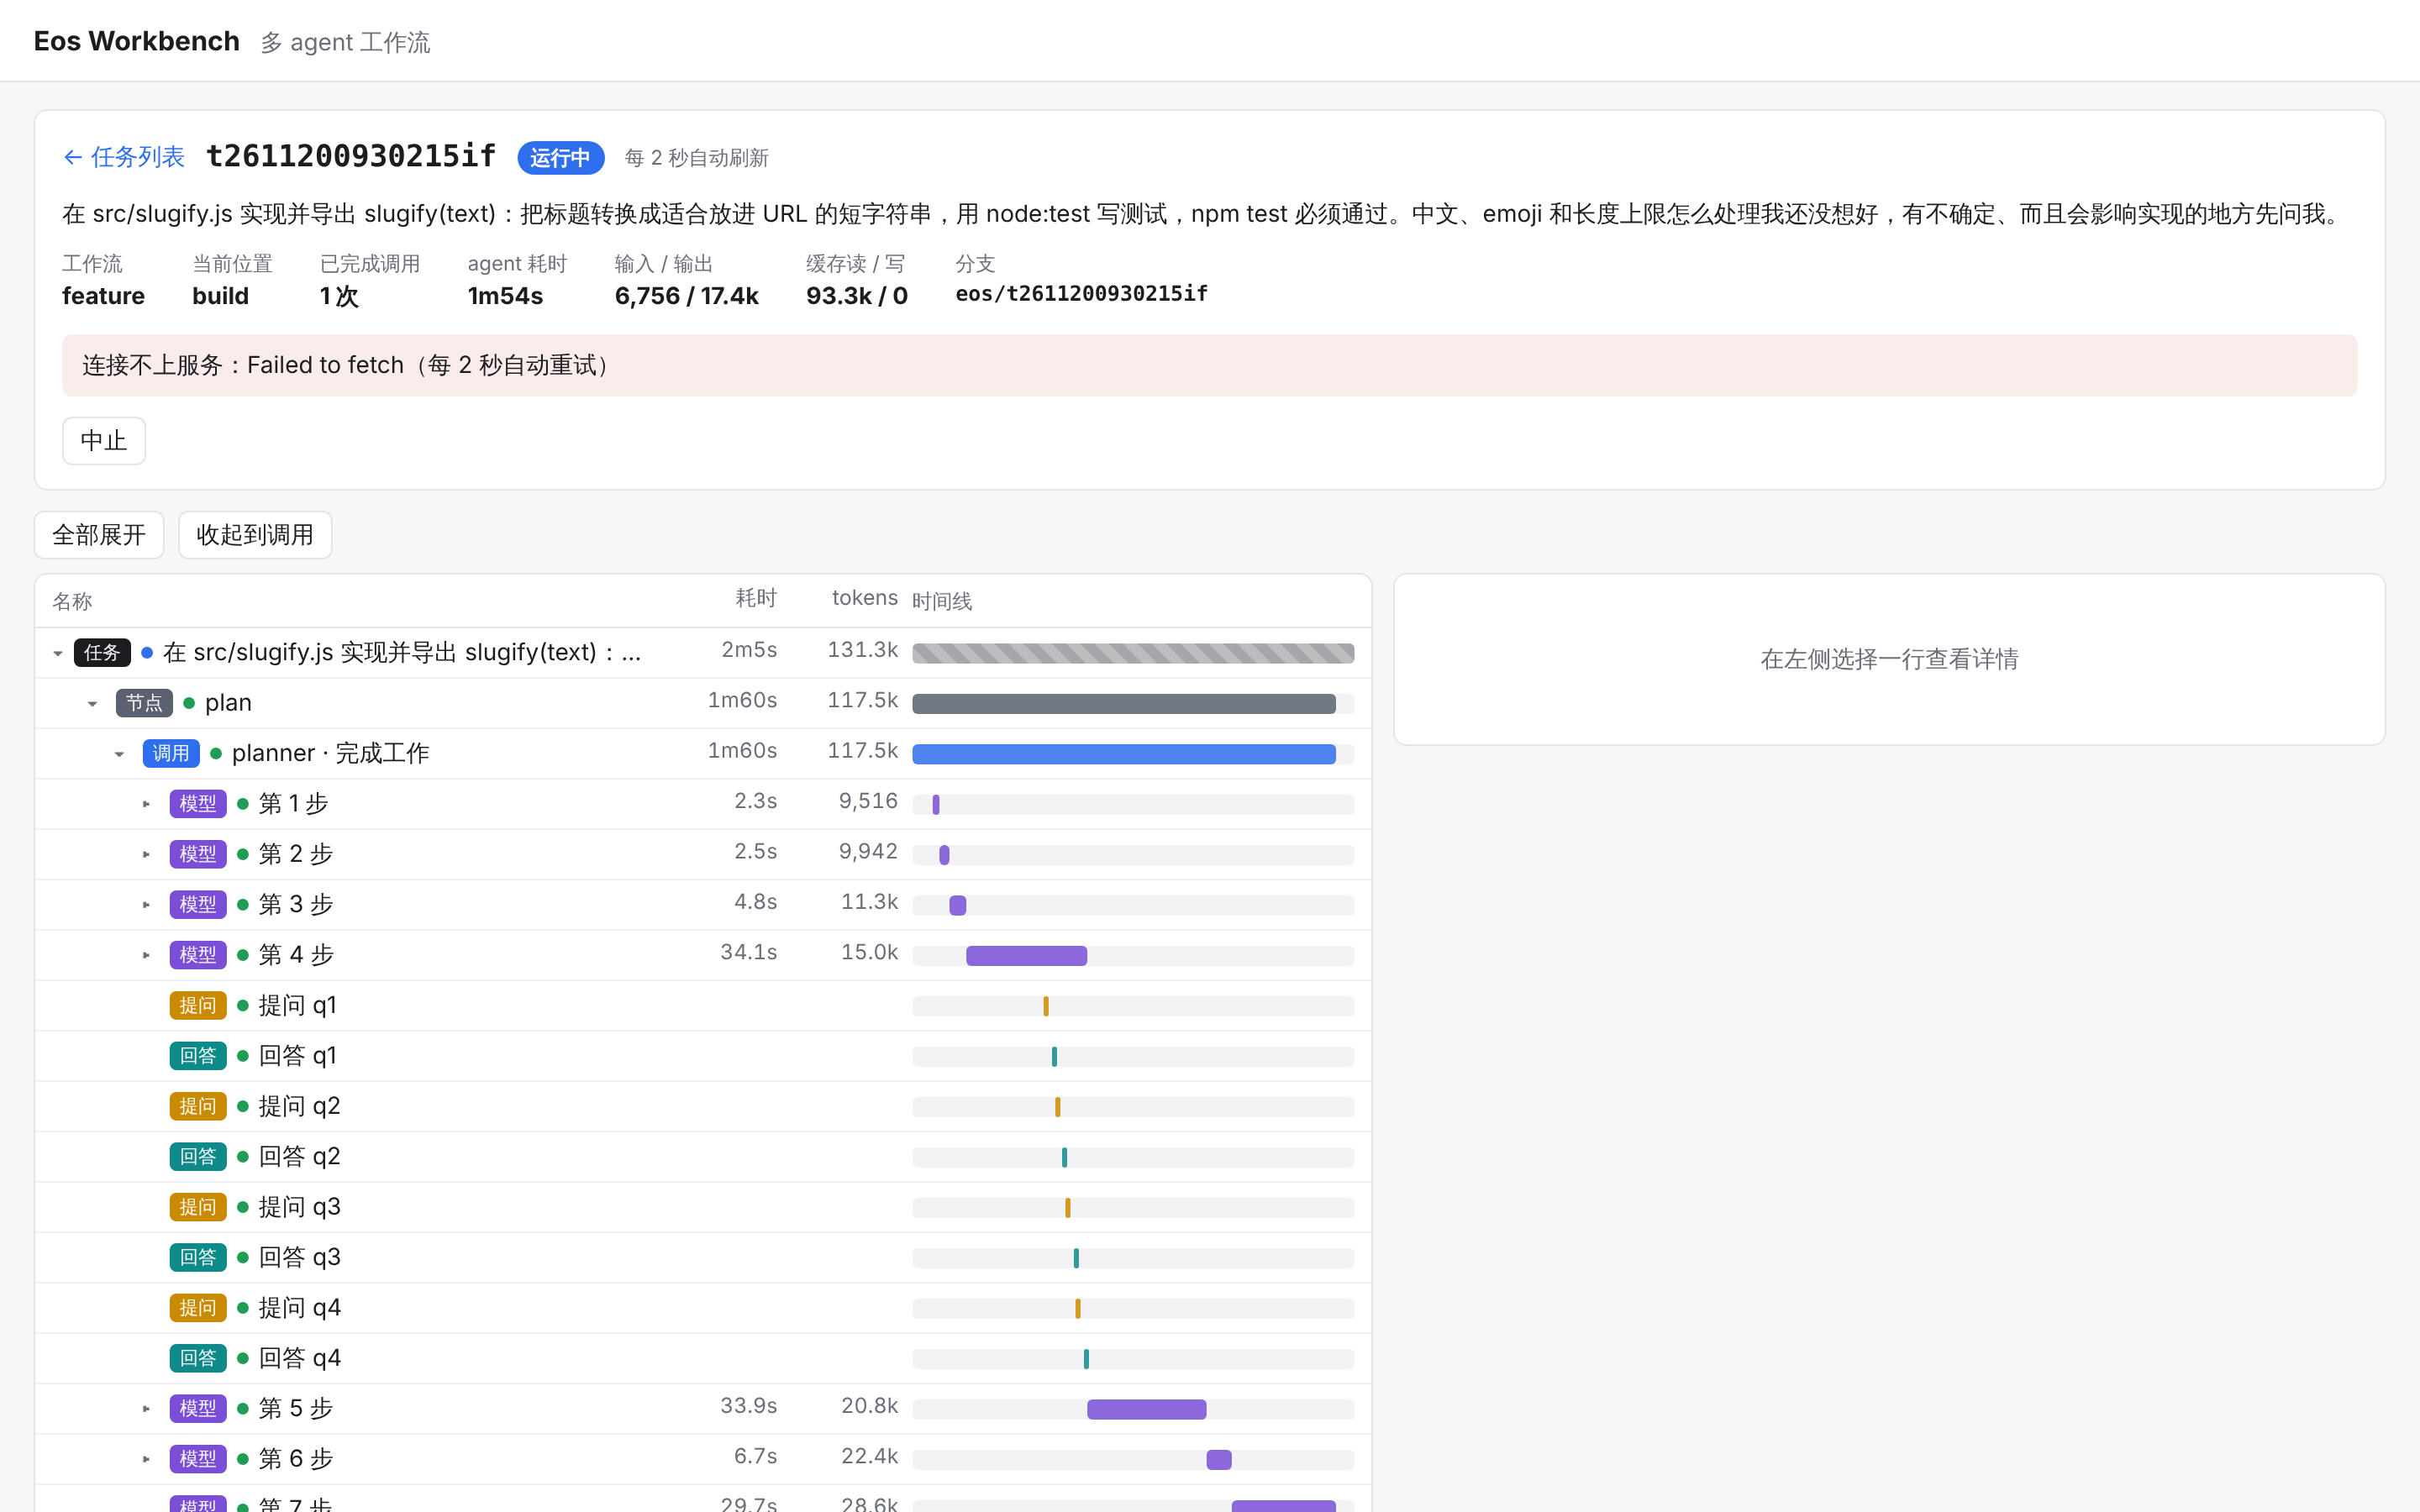 Eos Workbench 多 agent 工作流
← 任务列表 t2611200930215if 运行中 每 2 秒自动刷新
在 src/slugify.js 实现并导出 slugify(text)：把标题转换成适合放进 URL 的短字符串，用 node:test 写测试，npm test 必须通过。中文、emoji 和长度上限怎么处理我还没想好，有不确定、而且会影响实现的地方先问我。
工作流 当前位置 已完成调用 agent 耗时 输入 / 输出 缓存读 / 写 分支
feature build 1 次 1m54s 6,756 / 17.4k 93.3k / 0 eos/t2611200930215if
连接不上服务：Failed to fetch（每 2 秒自动重试）
中止
全部展开 收起到调用
名称 耗时 tokens 时间线
任务 在 src/slugify.js 实现并导出 slugify(text)：... 2m5s 131.3k
节点 plan 1m60s 117.5k
调用 planner · 完成工作 1m60s 117.5k
模型 第 1 步 2.3s 9,516
模型 第 2 步 2.5s 9,942
模型 第 3 步 4.8s 11.3k
模型 第 4 步 34.1s 15.0k
提问 提问 q1
回答 回答 q1
提问 提问 q2
回答 回答 q2
提问 提问 q3
回答 回答 q3
提问 提问 q4
回答 回答 q4
模型 第 5 步 33.9s 20.8k
模型 第 6 步 6.7s 22.4k
模型 第 7 步 29.7s 28.6k
在左侧选择一行查看详情